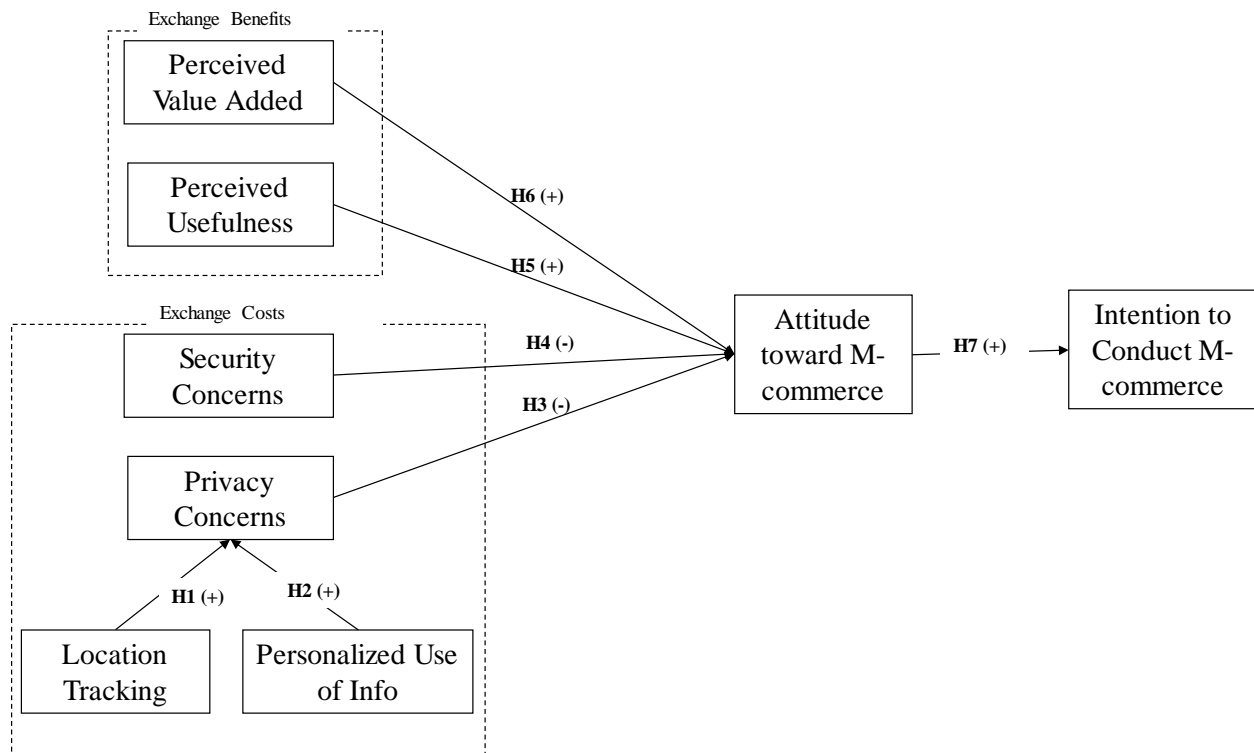 Exchange Benefits
Perceived
Value Added
Perceived
Usefulness
H6 (+)
H5 (+)
Exchange Costs
Security
Concerns
H4 (-)
H3 (-)
Privacy
Concerns
H1 (+)
H2 (+)
Location
Tracking
Personalized Use
of Info
Attitude
toward M-
commerce
H7 (+)
Intention to
Conduct M-
commerce